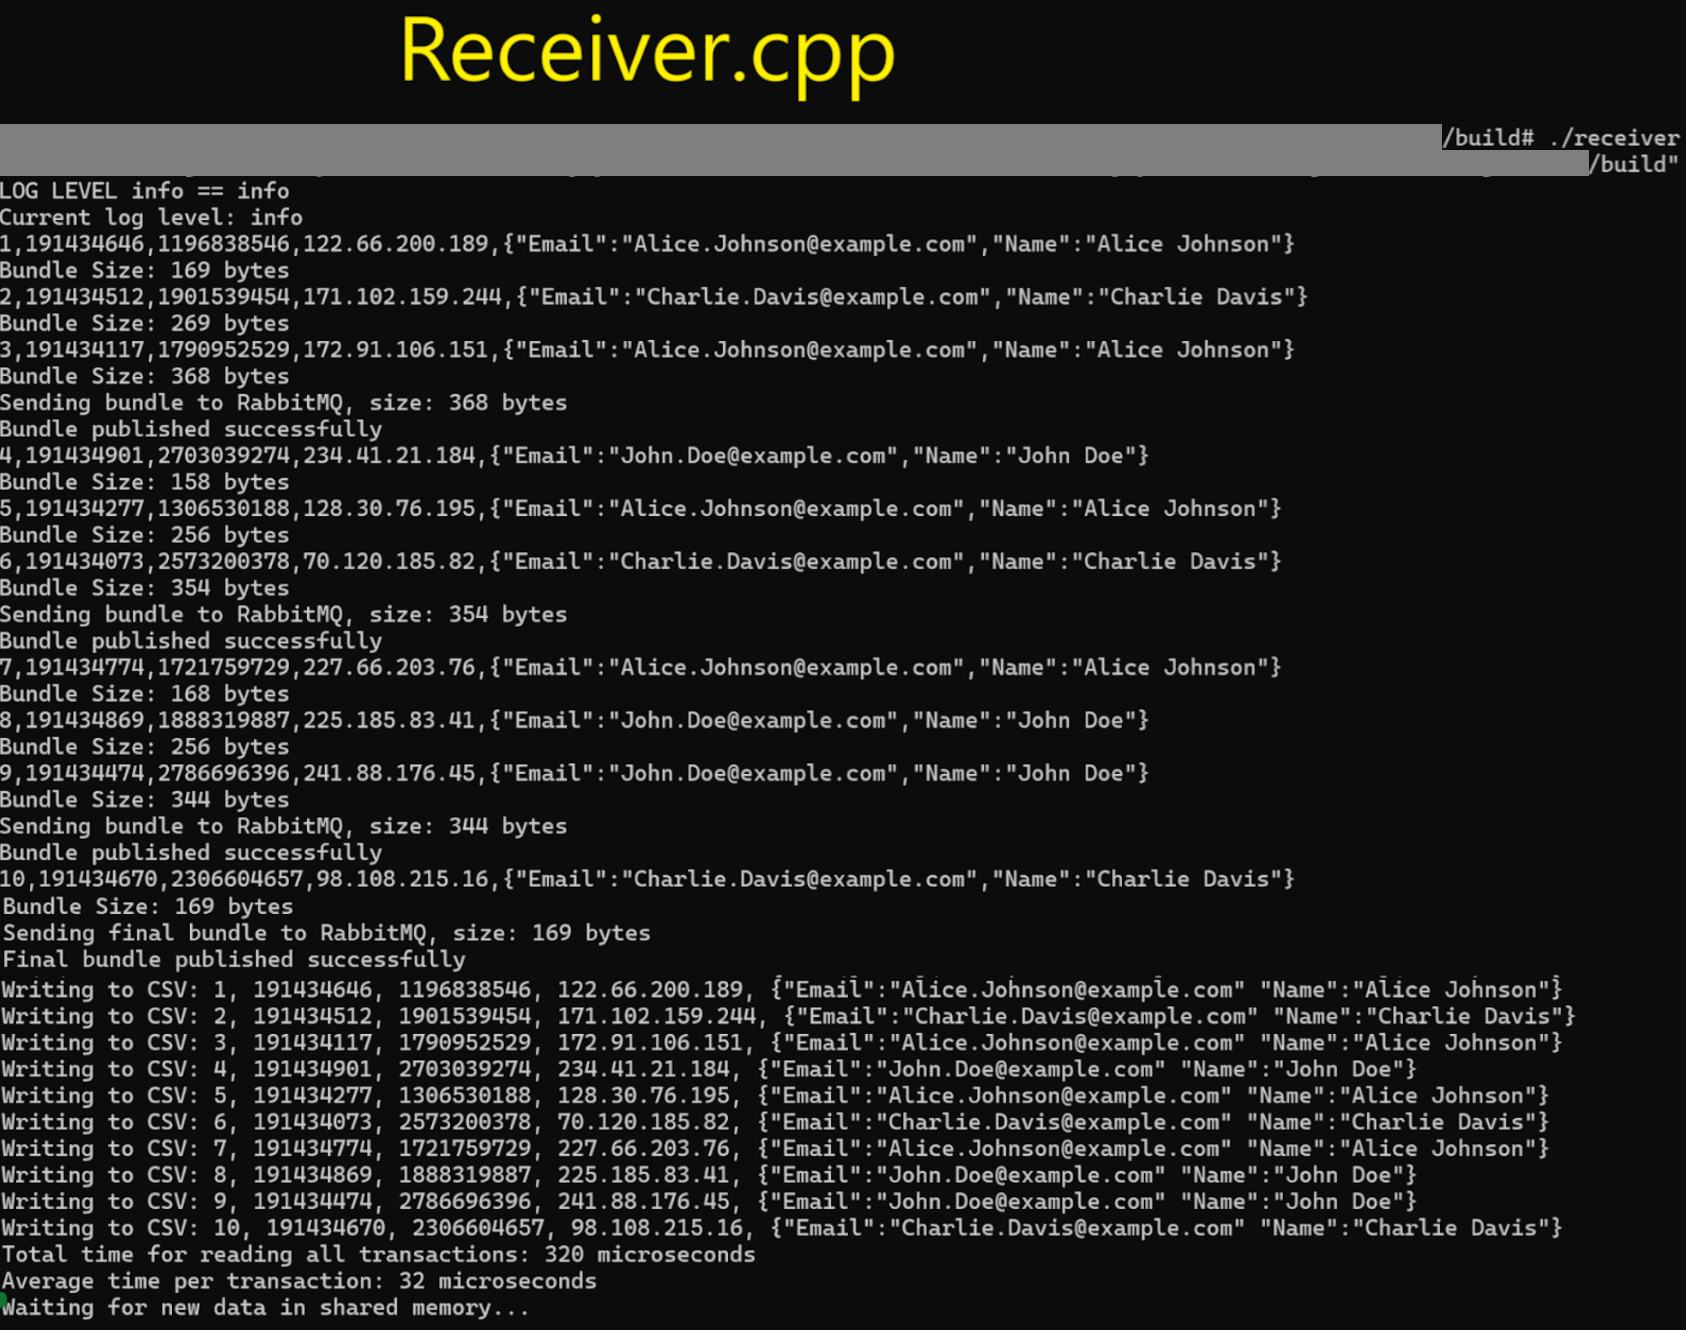 Receiver.cpp
/build# ./receiver
/build"
LOG LEVEL info == info
Current log level: info
1,191434646,1196838546,122.66.200.189,{"Email":"Alice.Johnson@example.com","Name":"Alice Johnson"}
Bundle Size: 169 bytes
2,191434512,1901539454,171.102.159.244,{"Email":"Charlie.Davis@example.com","Name":"Charlie Davis"}
Bundle Size: 269 bytes
3,191434117,1790952529,172.91.106.151,{"Email":"Alice.Johnson@example.com","Name":"Alice Johnson"}
Bundle Size: 368 bytes
Sending bundle to RabbitMQ, size: 368 bytes
Bundle published successfully
4,191434901,2703039274,234.41.21.184,{"Email":"John.Doe@example.com","Name":"John Doe"}
Bundle Size: 158 bytes
5,191434277,1306530188,128.30.76.195,{"Email":"Alice.Johnson@example.com","Name":"Alice Johnson"}
Bundle Size: 256 bytes
6,191434073,2573200378,70.120.185.82,{"Email":"Charlie.Davis@example.com","Name":"Charlie Davis"}
Bundle Size: 354 bytes
Sending bundle to RabbitMQ, size: 354 bytes
Bundle published successfully
7,191434774,1721759729,227.66.203.76,{"Email":"Alice.Johnson@example.com","Name":"Alice Johnson"}
Bundle Size: 168 bytes
8,191434869,1888319887,225.185.83.41,{"Email":"John.Doe@example.com","Name":"John Doe"}
Bundle Size: 256 bytes
9,191434474,2786696396,241.88.176.45,{"Email":"John.Doe@example.com","Name":"John Doe"}
Bundle Size: 344 bytes
Sending bundle to RabbitMQ, size: 344 bytes
Bundle published successfully
10,191434670,2306604657,98.108.215.16,{"Email":"Charlie.Davis@example.com","Name":"Charlie Davis"}
Bundle Size: 169 bytes
Sending final bundle to RabbitMQ, size: 169 bytes
Final bundle published successfully
Writing to CSV: 1, 191434646, 1196838546, 122.66.200.189, {"Email":"Alice.Johnson@example.com" "Name":"Alice Johnson"}
Writing to CSV: 2, 191434512, 1901539454, 171.102.159.244, {"Email":"Charlie.Davis@example.com" "Name":"Charlie Davis"}
Writing to CSV: 3, 191434117, 1790952529, 172.91.106.151, {"Email":"Alice.Johnson@example.com" "Name":"Alice Johnson"}
Writing to CSV: 4, 191434901, 2703039274, 234.41.21.184, {"Email":"John.Doe@example.com" "Name":"John Doe"}
Writing to CSV: 5, 191434277, 1306530188, 128.30.76.195, {"Email":"Alice.Johnson@example.com" "Name":"Alice Johnson"}
Writing to CSV: 6, 191434073, 2573200378, 70.120.185.82, {"Email":"Charlie.Davis@example.com" "Name":"Charlie Davis"}
Writing to CSV: 7, 191434774, 1721759729, 227.66.203.76, {"Email":"Alice.Johnson@example.com" "Name":"Alice Johnson"}
Writing to CSV: 8, 191434869, 1888319887, 225.185.83.41, {"Email":"John.Doe@example.com" "Name":"John Doe"}
Writing to CSV: 9, 191434474, 2786696396, 241.88.176.45, {"Email":"John.Doe@example.com" "Name":"John Doe"}
Writing to CSV: 10, 191434670, 2306604657, 98.108.215.16, {"Email":"Charlie.Davis@example.com" "Name":"Charlie Davis"}
Total time for reading all transactions: 320 microseconds
Average time per transaction: 32 microseconds
Waiting for new data in shared memory...